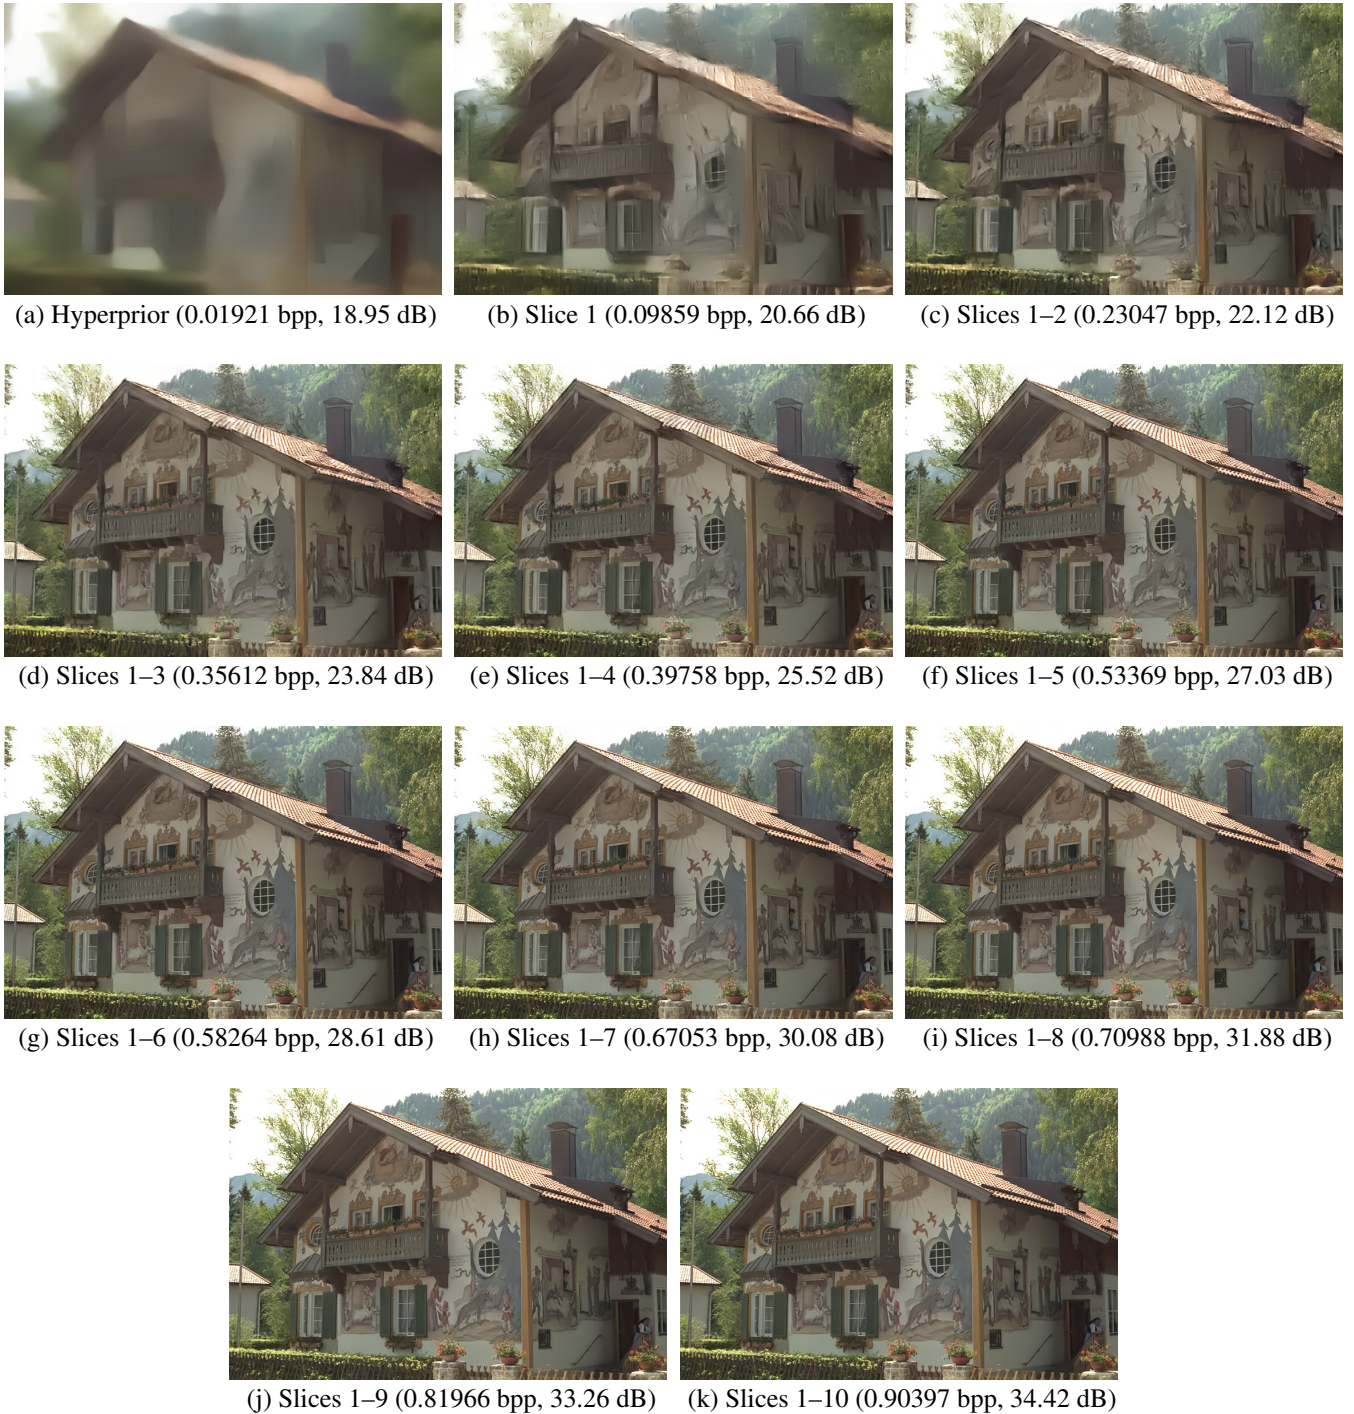 (a) Hyperprior (0.01921 bpp, 18.95 dB)
(b) Slice 1 (0.09859 bpp, 20.66 dB)
(c) Slices 1–2 (0.23047 bpp, 22.12 dB)
(d) Slices 1–3 (0.35612 bpp, 23.84 dB)
(e) Slices 1–4 (0.39758 bpp, 25.52 dB)
(f) Slices 1–5 (0.53369 bpp, 27.03 dB)
(g) Slices 1–6 (0.58264 bpp, 28.61 dB)
(h) Slices 1–7 (0.67053 bpp, 30.08 dB)
(i) Slices 1–8 (0.70988 bpp, 31.88 dB)
(j) Slices 1–9 (0.81966 bpp, 33.26 dB)
(k) Slices 1–10 (0.90397 bpp, 34.42 dB)